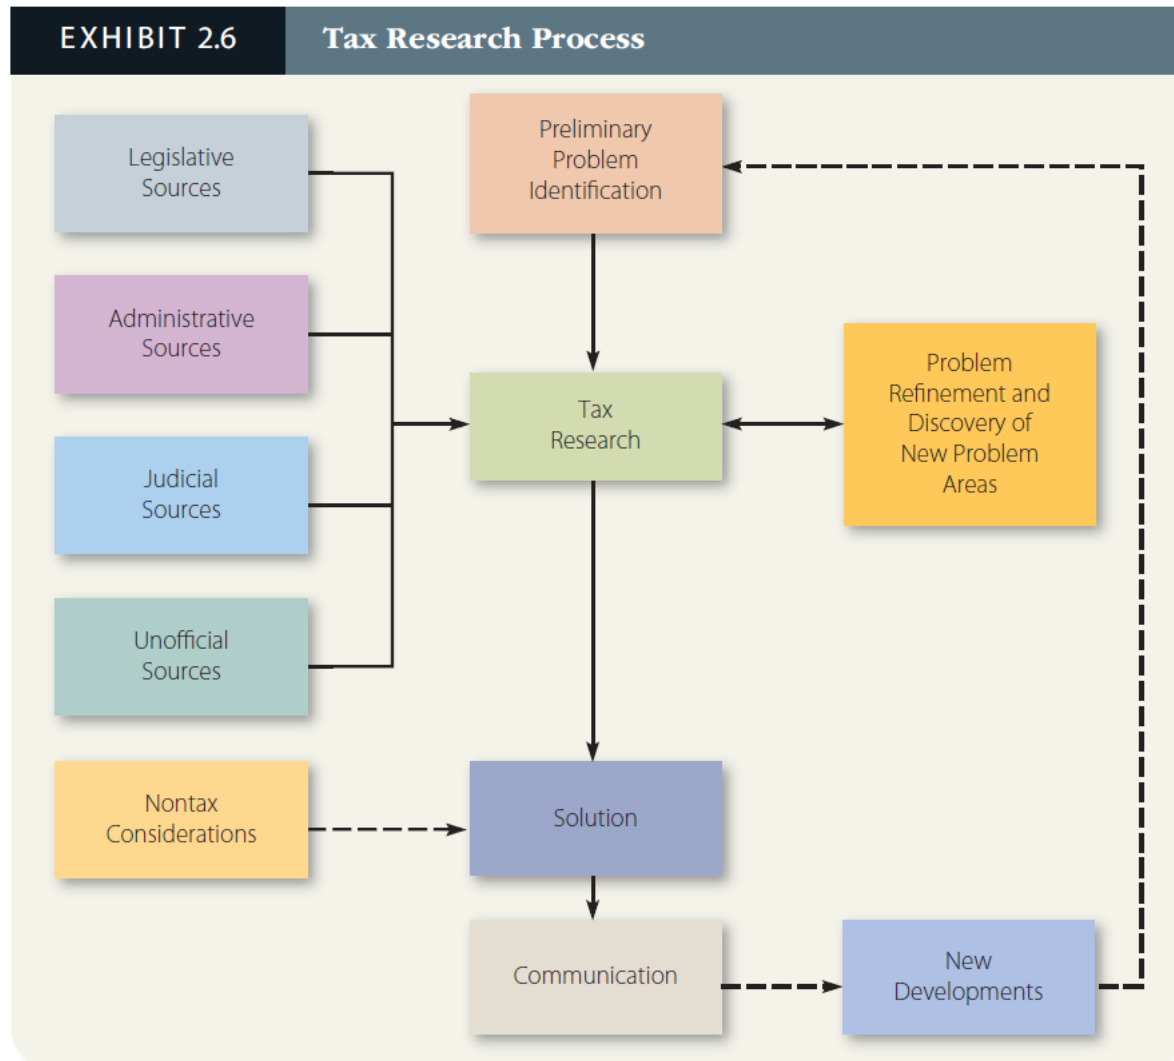 EXHIBIT 2.6
Tax Research Process
Legislative
Sources
Administrative
Sources
Judicial
Sources
Unofficial
Sources
Nontax
Considerations
Preliminary
Problem
Identification
Tax
Research
Problem
Refinement and
Discovery of
New Problem
Areas
Solution
Communication
New
Developments